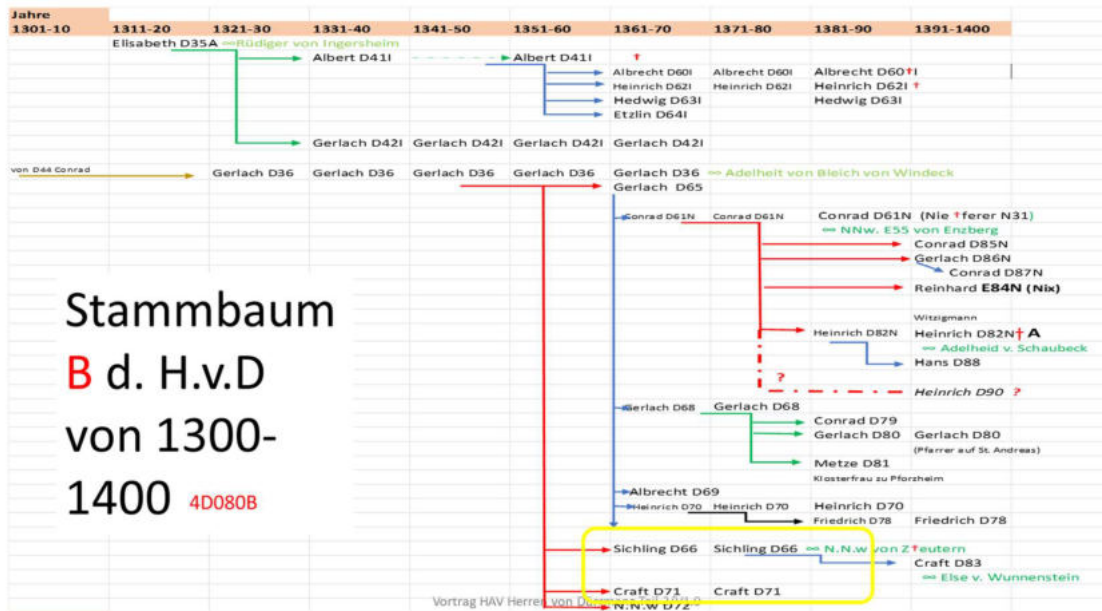 Jahre
1301-10 1311-20 1321-30 1331-40 1341-50 1351-60 1361-70 1371-80 1381-90 1391-1400
Elisabeth D35A ∞Rüdiger von Ingersheim
Albert D41I Albert D41I †
Albrecht D60I Albrecht D60I Albrecht D60†I
Heinrich D62I Heinrich D62I Heinrich D62I †
Hedwig D63I Hedwig D63I
Etzlin D64I
Gerlach D42I Gerlach D42I Gerlach D42I Gerlach D42I
von D44 Conrad Gerlach D36 Gerlach D36 Gerlach D36 Gerlach D36 Gerlach D36 ∞ Adelheit von Bleich von Windeck
Gerlach D65
Conrad D61N Conrad D61N Conrad D61N (Nie †ferer N31)
∞ NNw. E55 von Enzberg
Conrad D85N
Gerlach D86N
Conrad D87N
Reinhard E84N (Nix)
Witzigmann
Heinrich D82N Heinrich D82N† A
∞ Adelheid v. Schaubeck
Hans D88
?
Heinrich D90 ?
Gerlach D68 Gerlach D68
Conrad D79
Gerlach D80 Gerlach D80
(Pfarrer auf St. Andreas)
Metze D81
Klosterfrau zu Pforzheim
Albrecht D69
Heinrich D70 Heinrich D70 Heinrich D70
Friedrich D78 Friedrich D78
Sichling D66 Sichling D66 ∞ N.N.w von Z†eutern
Craft D83
∞ Else v. Wunnenstein
Craft D71 Craft D71
Vortrag HAV Herren von
N.N.w D72
Stammbaum
B d. H.v.D
von 1300-
1400 4D080B